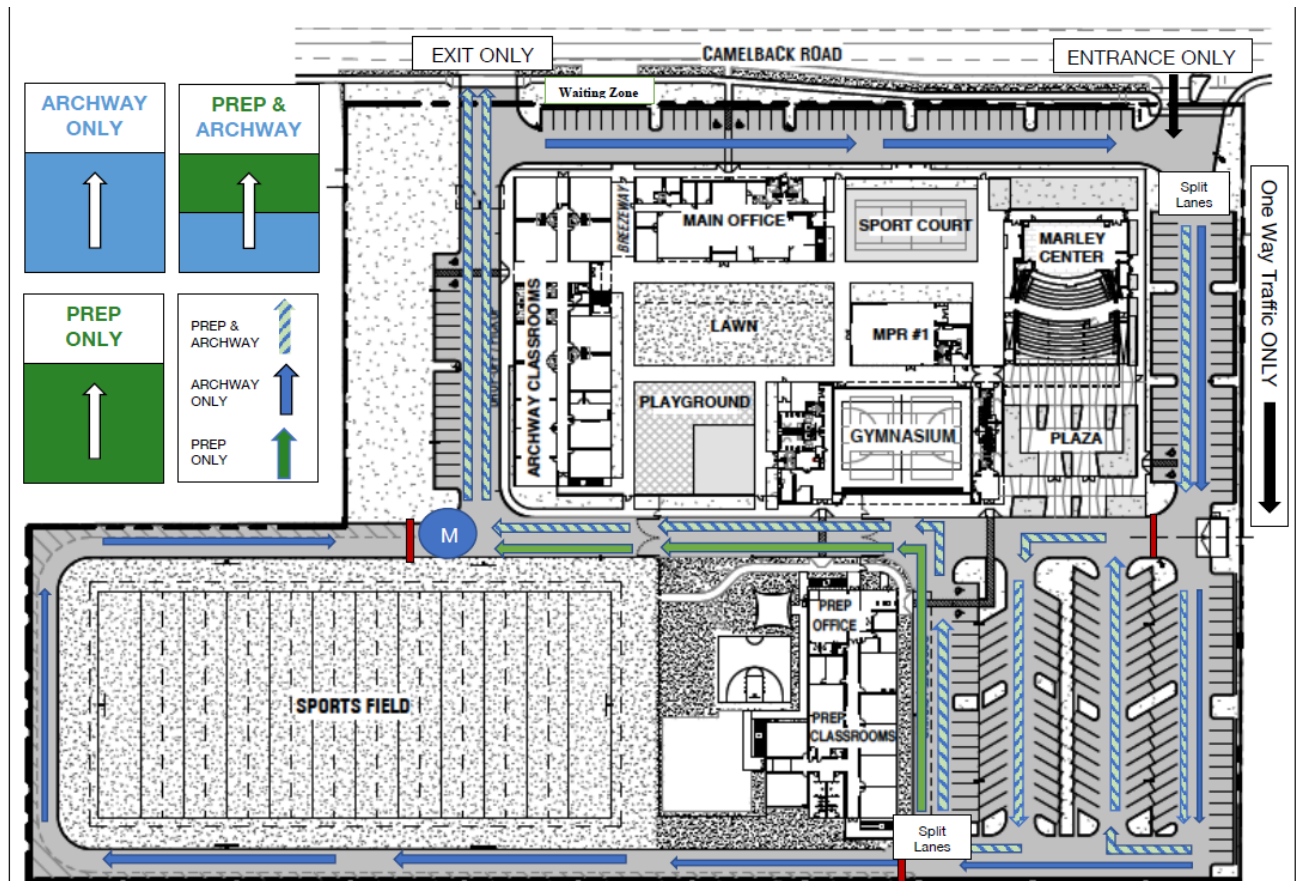 EXIT ONLY
CAMELBACK ROAD
ENTRANCE ONLY
Waiting Zone
ARCHWAY
ONLY
PREP &
ARCHWAY
PREP
ONLY
PREP &
ARCHWAY
ARCHWAY
ONLY
PREP
ONLY
Split
Lanes
One Way Traffic ONLY
BREEZEWAY
MAIN OFFICE
SPORT COURT
MARLEY
CENTER
ARCHWAY CLASSROOMS
LAWN
MPR #1
PLAYGROUND
GYMNASIUM
PLAZA
M
PREP
OFFICE
SPORTS FIELD
PREP
CLASSROOMS
Split
Lanes